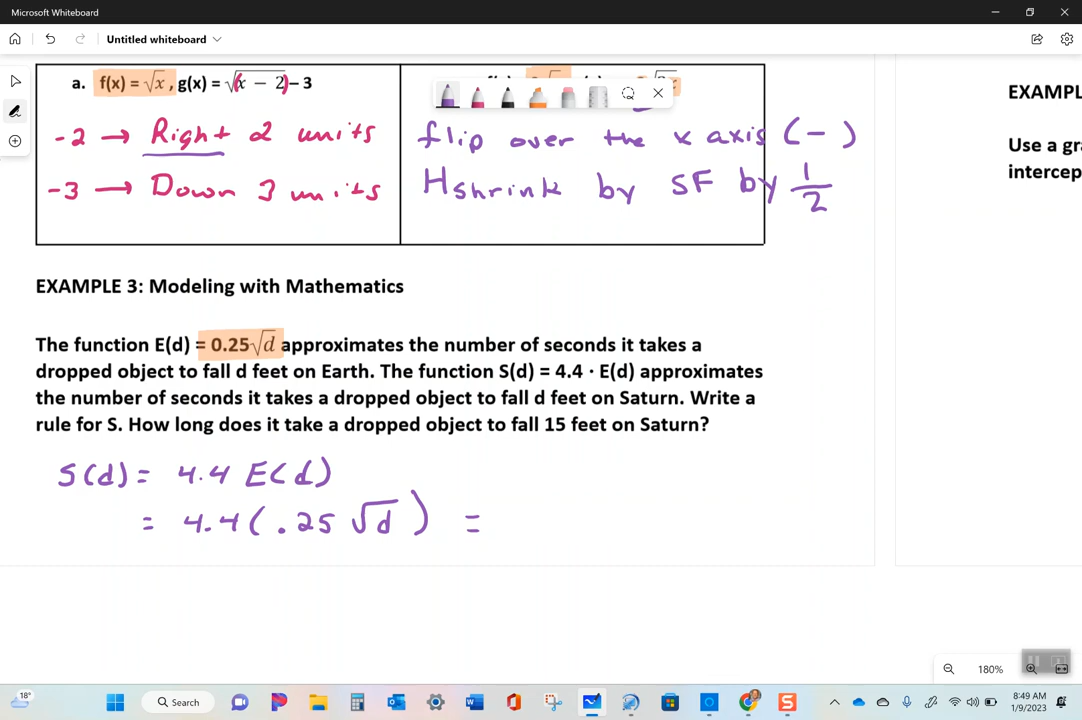 Microsoft Whiteboard
Untitled whiteboard
a. f(x) = √x , g(x) = √(x − 2) – 3
-2 → Right 2 units
-3 → Down 3 units
flip over the x axis (-)
Hshrink by SF by 1/2
EXAMPL
Use a gra
intercep
EXAMPLE 3: Modeling with Mathematics
The function E(d) = 0.25√d approximates the number of seconds it takes a
dropped object to fall d feet on Earth. The function S(d) = 4.4 · E(d) approximates
the number of seconds it takes a dropped object to fall d feet on Saturn. Write a
rule for S. How long does it take a dropped object to fall 15 feet on Saturn?
S(d) = 4.4 E(d)
= 4.4(.25 √d) =
180%
18°
Search
8:49 AM
1/9/2023